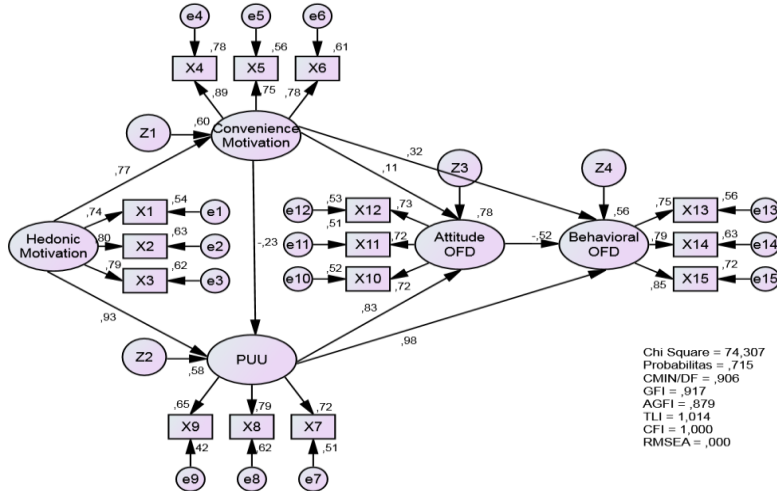 e4
e5
e6
,78
,56
,61
X4
X5
X6
,89
,75
,78
Z1
,60
Convenience
Motivation
,77
,32
,11
Z3
Z4
,74
X1
,54
e1
Hedonic
Motivation
,80
X2
,63
e2
,79
X3
,62
e3
,93
-,23
e12
,53
X12
,73
,78
e11
,51
X11
,72
Attitude
OFD
e10
,52
X10
,72
-,52
,56
Behavioral
OFD
,75
X13
,56
e13
,79
X14
,63
e14
,85
X15
,72
e15
,83
,98
Z2
,58
PUU
,65
,79
,72
X9
X8
X7
,42
,62
,51
e9
e8
e7
Chi Square = 74,307
Probabilitas = ,715
CMIN/DF = ,906
GFI = ,917
AGFI = ,879
TLI = 1,014
CFI = 1,000
RMSEA = ,000